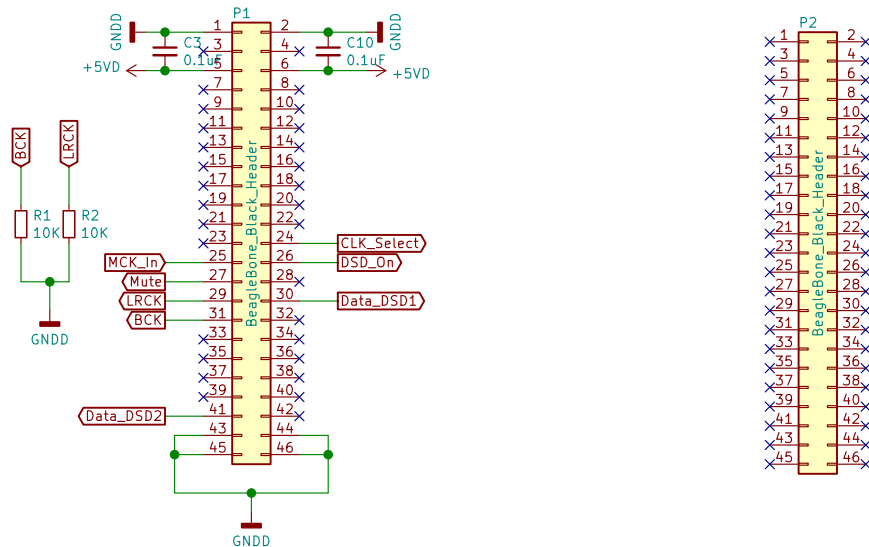 P1
P2
GNDD
1 2
GNDD
C3
0.1uF
3 4
C10
0.1uF
+5VD
5 6
+5VD
7 8
9 10
11 12
13 14
15 16
17 18
19 20
21 22
23 24
CLK_Select
MCK_In
25 26
DSD_On
Mute
27 28
LRCK
29 30
Data_DSD1
BCK
31 32
33 34
35 36
37 38
39 40
Data_DSD2
41 42
43 44
45 46
BeagleBone_Black_Header
GNDD
BCK
LRCK
R1
10K
R2
10K
GNDD
1 2
3 4
5 6
7 8
9 10
11 12
13 14
15 16
17 18
19 20
21 22
23 24
25 26
27 28
29 30
31 32
33 34
35 36
37 38
39 40
41 42
43 44
45 46
BeagleBone_Black_Header